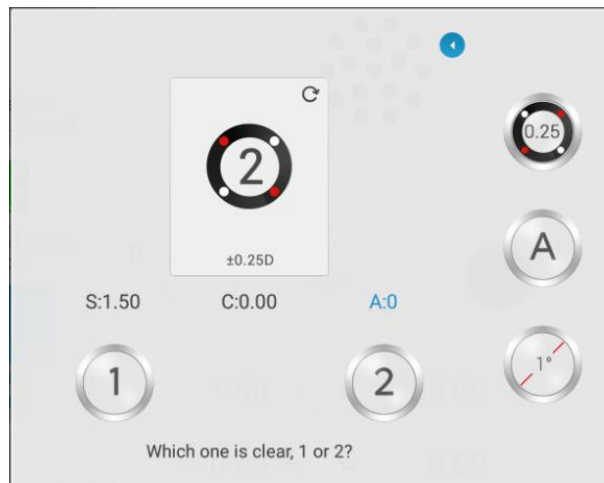 0.25
2
±0.25D
A
S:1.50 C:0.00 A:0
1°
1 2
Which one is clear, 1 or 2?